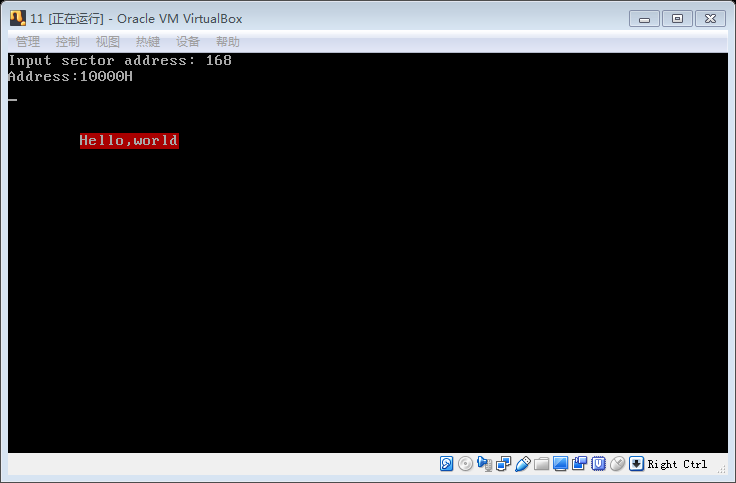 11 [正在运行] - Oracle VM VirtualBox
管理 控制 视图 热键 设备 帮助
Input sector address: 168
Address:10000H
Hello,world
Right Ctrl